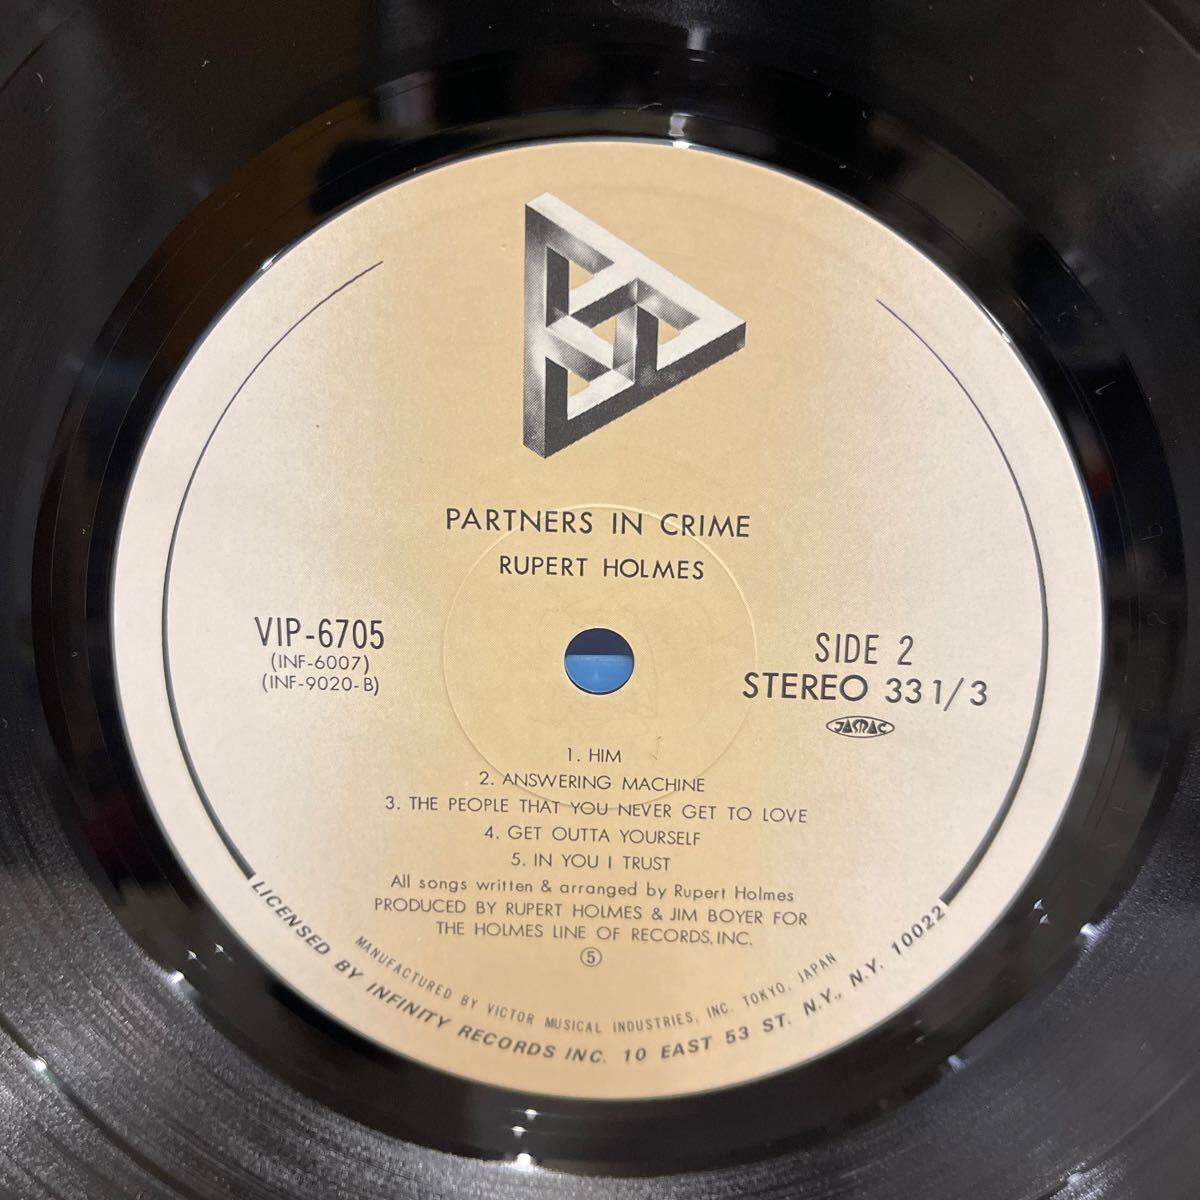 PARTNERS IN CRIME
RUPERT HOLMES
VIP-6705
(INF-6007)
(INF-9020-B)
SIDE 2
STEREO 33 1/3
JASRAC
1. HIM
2. ANSWERING MACHINE
3. THE PEOPLE THAT YOU NEVER GET TO LOVE
4. GET OUTTA YOURSELF
5. IN YOU I TRUST
All songs written & arranged by Rupert Holmes
PRODUCED BY RUPERT HOLMES & JIM BOYER FOR
THE HOLMES LINE OF RECORDS, INC.
⑤
MANUFACTURED BY VICTOR MUSICAL INDUSTRIES, INC. TOKYO, JAPAN
LICENSED BY INFINITY RECORDS INC. 10 EAST 53 ST. N.Y., N.Y. 10022